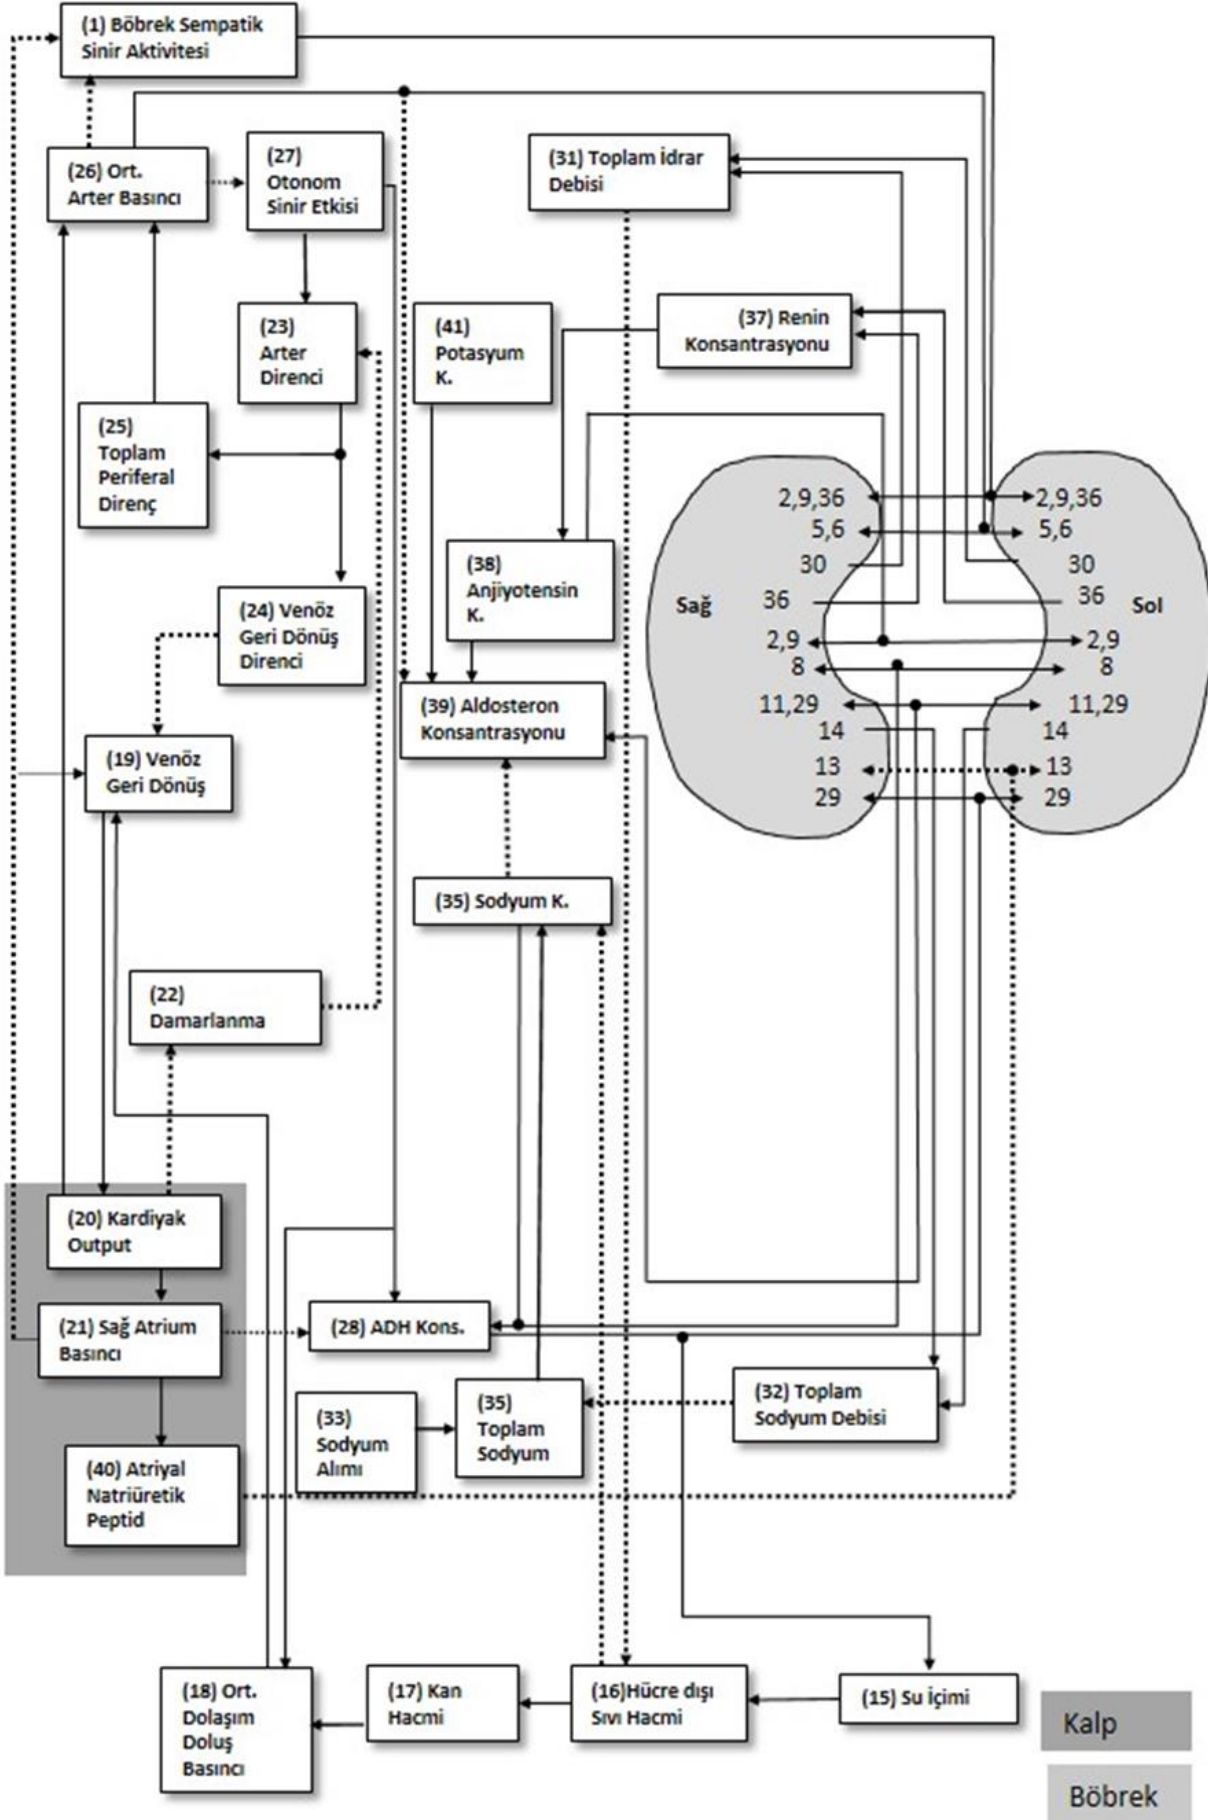 (1) Böbrek Sempatik
Sinir Aktivitesi
(26) Ort.
Arter Basıncı
(27)
Otonom
Sinir Etkisi
(31) Toplam İdrar
Debisi
(23)
Arter
Direnci
(41)
Potasyum
K.
(37) Renin
Konsantrasyonu
(25)
Toplam
Periferal
Direnç
(38)
Anjiyotensin
K.
(24) Venöz
Geri Dönüş
Direnci
(39) Aldosteron
Konsantrasyonu
(19) Venöz
Geri Dönüş
Sağ
2,9,36
5,6
30
36
2,9
8
11,29
14
13
29
2,9,36
5,6
30
36
2,9
8
11,29
14
13
29
Sol
(35) Sodyum K.
(22)
Damarlanma
(20) Kardiyak
Output
(21) Sağ Atrium
Basıncı
(28) ADH Kons.
(33)
Sodyum
Alımı
(35)
Toplam
Sodyum
(32) Toplam
Sodyum Debisi
(40) Atriyal
Natriüretik
Peptid
(18) Ort.
Dolaşım
Doluş
Basıncı
(17) Kan
Hacmi
(16)Hücre dışı
Sıvı Hacmi
(15) Su İçimi
Kalp
Böbrek